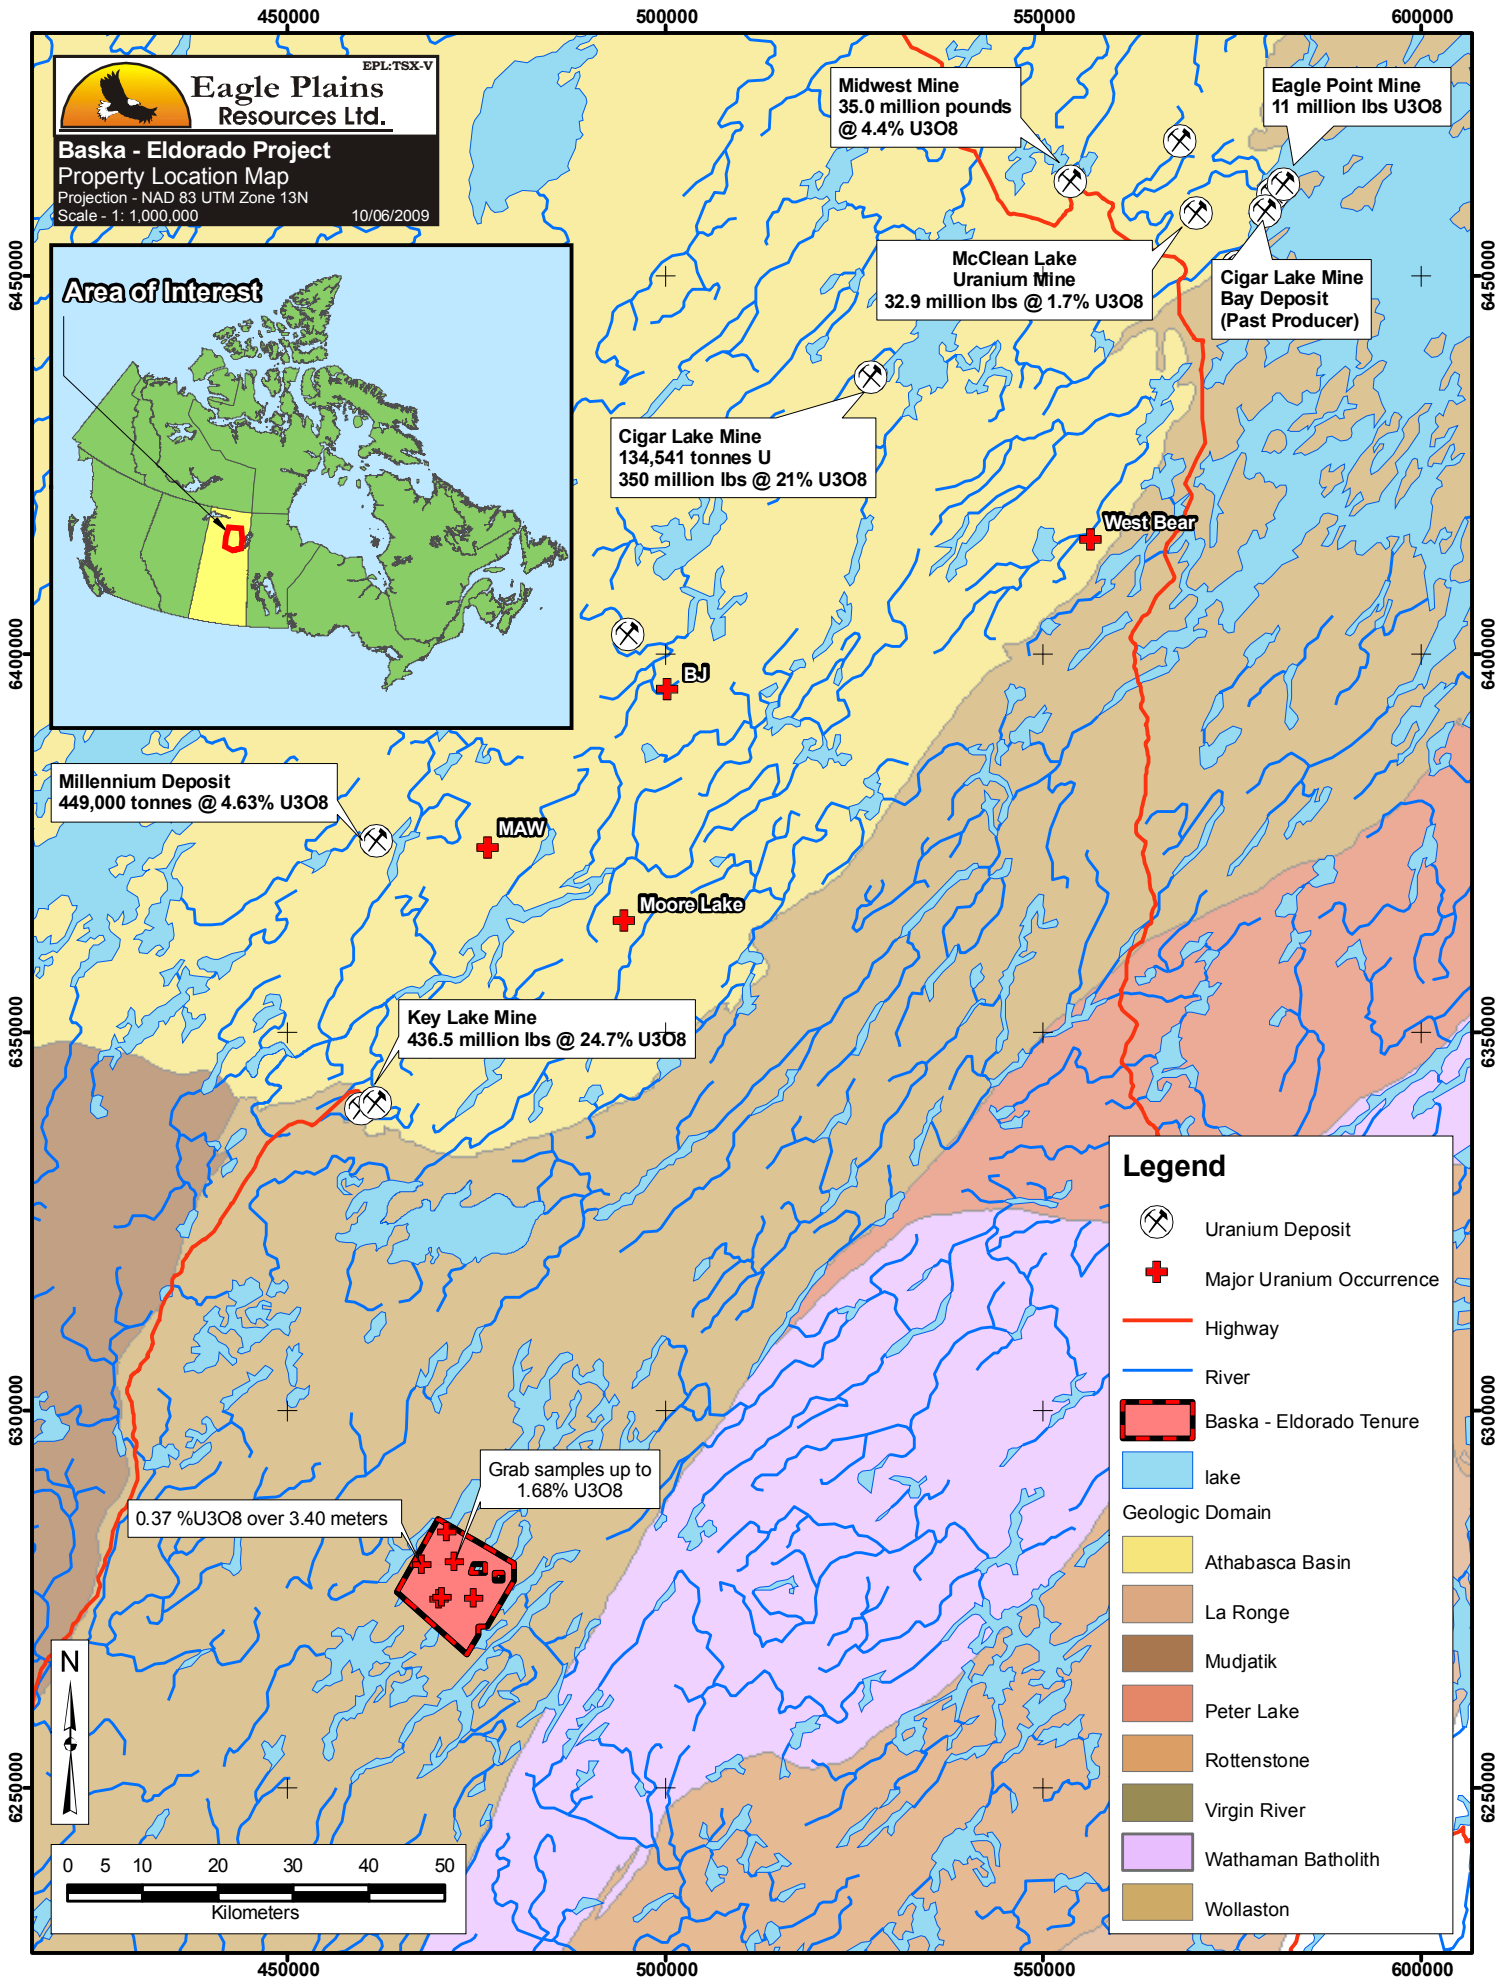 450000
500000
550000
600000
EPL:TSX-V
Eagle Plains
Resources Ltd.
Baska - Eldorado Project
Property Location Map
Projection - NAD 83 UTM Zone 13N
Scale - 1: 1,000,000
10/06/2009
Midwest Mine
35.0 million pounds
@ 4.4% U3O8
Eagle Point Mine
11 million lbs U3O8
McClean Lake
Uranium Mine
32.9 million lbs @ 1.7% U3O8
Cigar Lake Mine
Bay Deposit
(Past Producer)
6450000
6450000
Area of Interest
Cigar Lake Mine
134,541 tonnes U
350 million lbs @ 21% U3O8
West Bear
6400000
6400000
BJ
Millennium Deposit
449,000 tonnes @ 4.63% U3O8
MAW
Moore Lake
Key Lake Mine
436.5 million lbs @ 24.7% U3O8
6350000
6350000
Legend
Uranium Deposit
Major Uranium Occurrence
Highway
River
Baska - Eldorado Tenure
lake
Geologic Domain
Athabasca Basin
La Ronge
Mudjatik
Peter Lake
Rottenstone
Virgin River
Wathaman Batholith
Wollaston
6300000
6300000
Grab samples up to
1.68% U3O8
0.37 %U3O8 over 3.40 meters
N
6250000
6250000
0 5 10 20 30 40 50
Kilometers
450000
500000
550000
600000